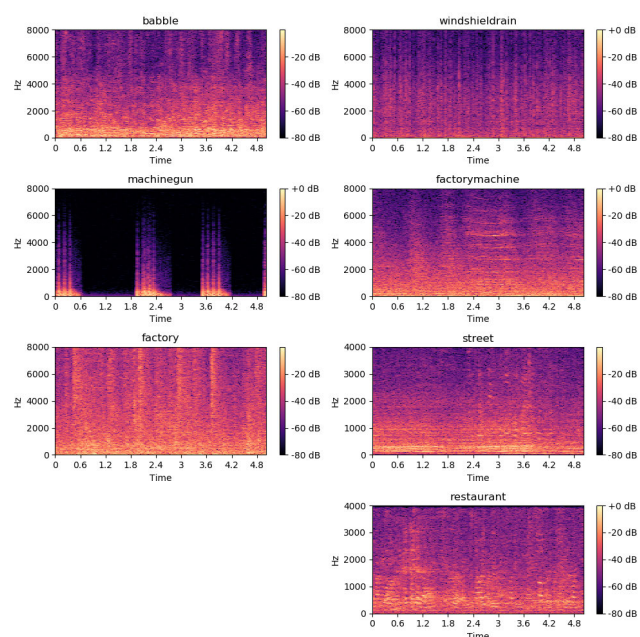 babble
8000
6000
4000
2000
0
Hz
0 0.6 1.2 1.8 2.4 3 3.6 4.2 4.8
Time
-20 dB
-40 dB
-60 dB
-80 dB
windshieldrain
8000
6000
4000
2000
0
Hz
0 0.6 1.2 1.8 2.4 3 3.6 4.2 4.8
Time
+0 dB
-20 dB
-40 dB
-60 dB
-80 dB
machinegun
8000
6000
4000
2000
0
Hz
0 0.6 1.2 1.8 2.4 3 3.6 4.2 4.8
Time
+0 dB
-20 dB
-40 dB
-60 dB
-80 dB
factorymachine
8000
6000
4000
2000
0
Hz
0 0.6 1.2 1.8 2.4 3 3.6 4.2 4.8
Time
+0 dB
-20 dB
-40 dB
-60 dB
-80 dB
factory
8000
6000
4000
2000
0
Hz
0 0.6 1.2 1.8 2.4 3 3.6 4.2 4.8
Time
-20 dB
-40 dB
-60 dB
-80 dB
street
4000
3000
2000
1000
0
Hz
0 0.6 1.2 1.8 2.4 3 3.6 4.2 4.8
Time
-20 dB
-40 dB
-60 dB
-80 dB
restaurant
4000
3000
2000
1000
0
Hz
0 0.6 1.2 1.8 2.4 3 3.6 4.2 4.8
Time
+0 dB
-20 dB
-40 dB
-60 dB
-80 dB